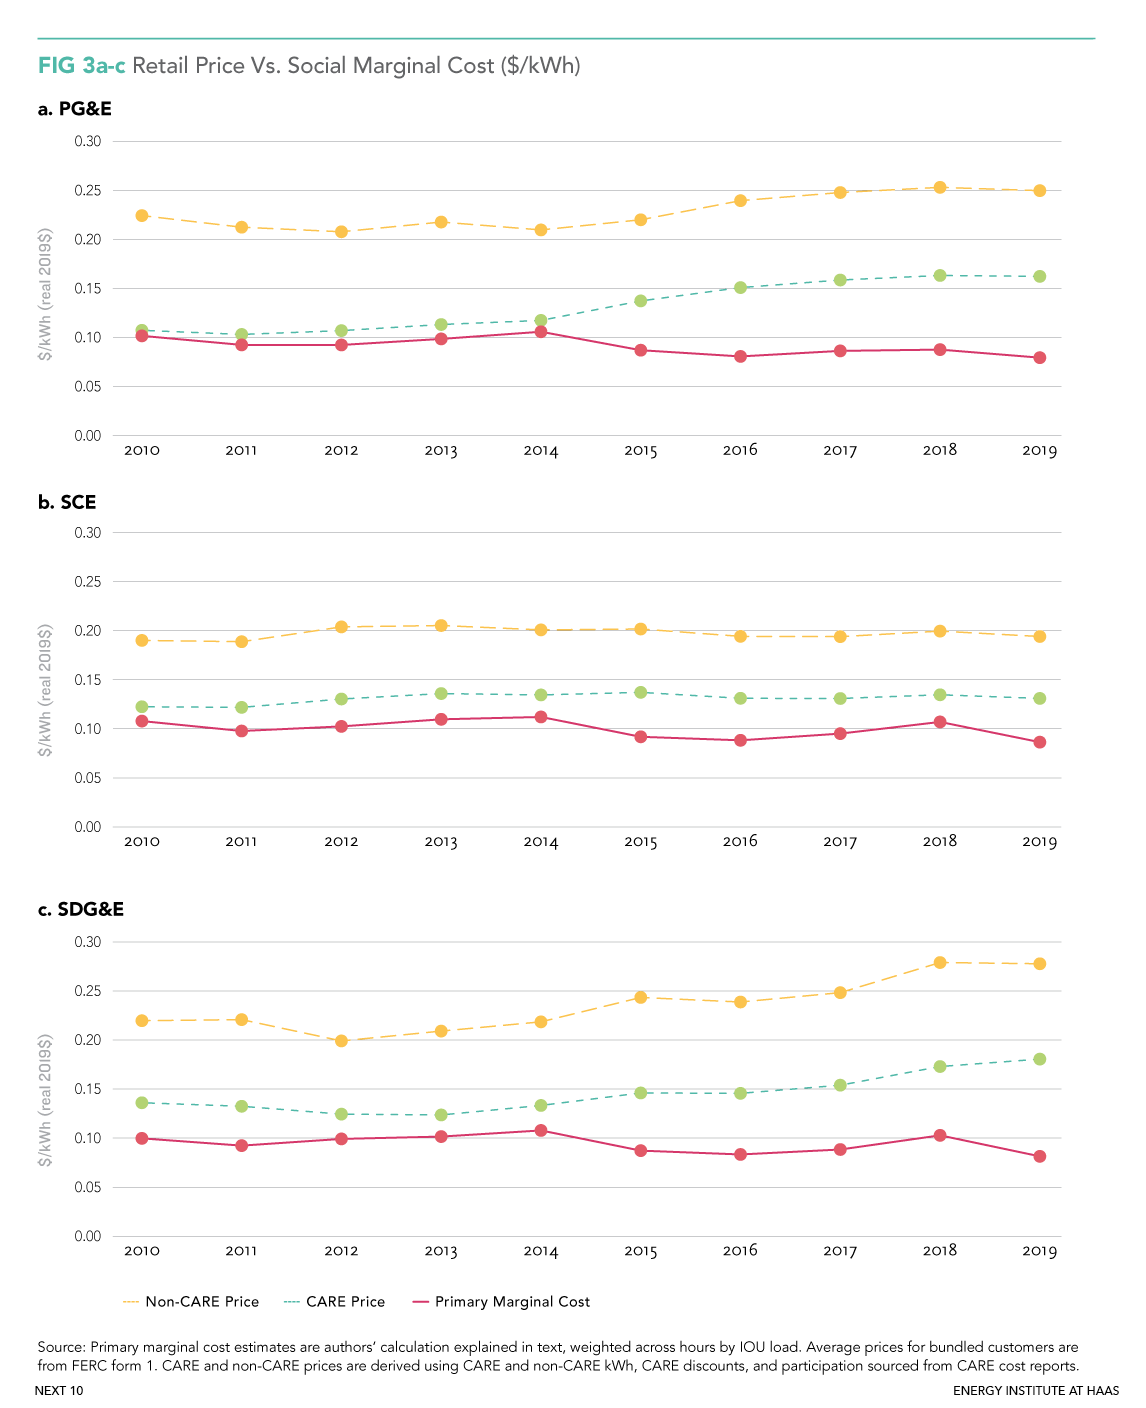 FIG 3a-c Retail Price Vs. Social Marginal Cost ($/kWh)
a. PG&E
$/kWh (real 2019$)
0.30
0.25
0.20
0.15
0.10
0.05
0.00
2010 2011 2012 2013 2014 2015 2016 2017 2018 2019
b. SCE
$/kWh (real 2019$)
0.30
0.25
0.20
0.15
0.10
0.05
0.00
2010 2011 2012 2013 2014 2015 2016 2017 2018 2019
c. SDG&E
$/kWh (real 2019$)
0.30
0.25
0.20
0.15
0.10
0.05
0.00
2010 2011 2012 2013 2014 2015 2016 2017 2018 2019
Non-CARE Price CARE Price Primary Marginal Cost
Source: Primary marginal cost estimates are authors’ calculation explained in text, weighted across hours by IOU load. Average prices for bundled customers are
from FERC form 1. CARE and non-CARE prices are derived using CARE and non-CARE kWh, CARE discounts, and participation sourced from CARE cost reports.
NEXT 10 ENERGY INSTITUTE AT HAAS